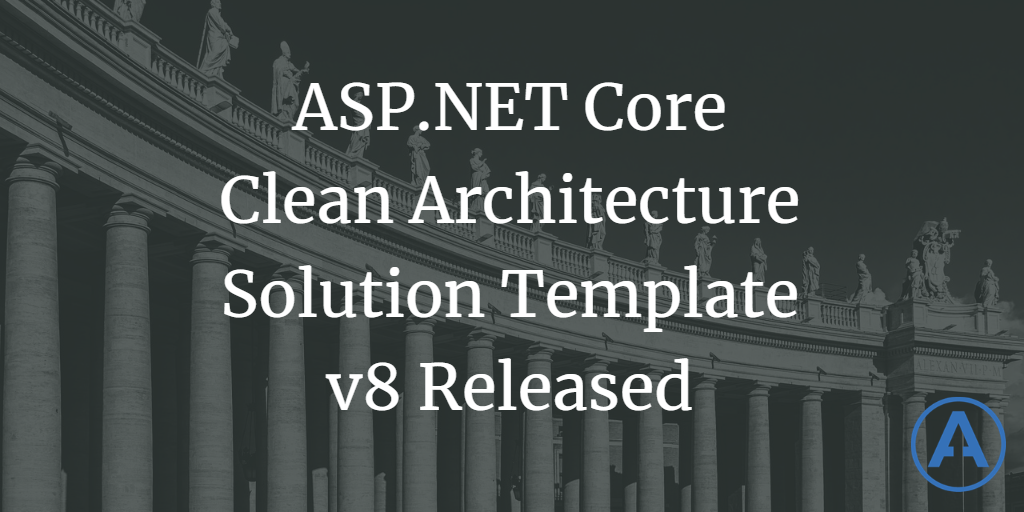 ASP.NET Core
Clean Architecture
Solution Template
v8 Released
A